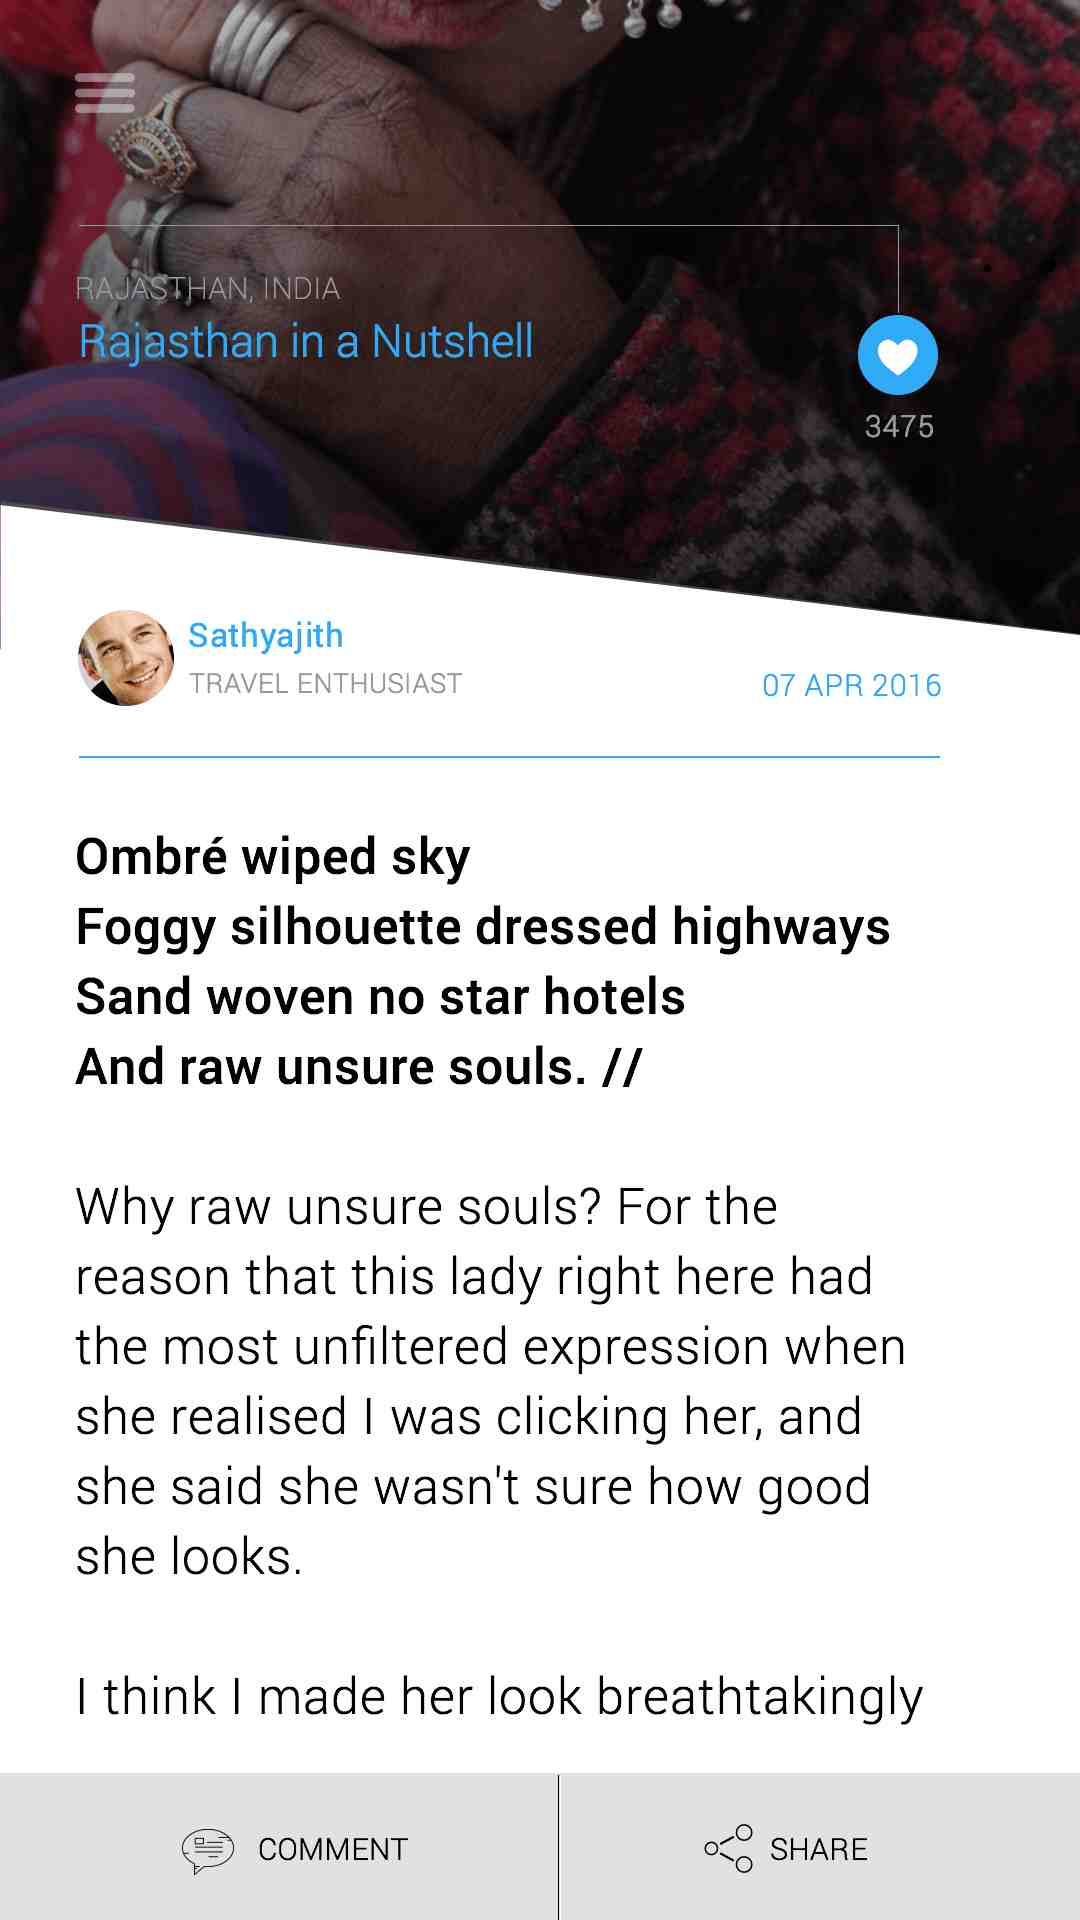 RAJASTHAN, INDIA
Rajasthan in a Nutshell
3475
Sathyajith
TRAVEL ENTHUSIAST
07 APR 2016
Ombré wiped sky
Foggy silhouette dressed highways
Sand woven no star hotels
And raw unsure souls. //
Why raw unsure souls? For the
reason that this lady right here had
the most unfiltered expression when
she realised I was clicking her, and
she said she wasn't sure how good
she looks.
I think I made her look breathtakingly
COMMENT
SHARE